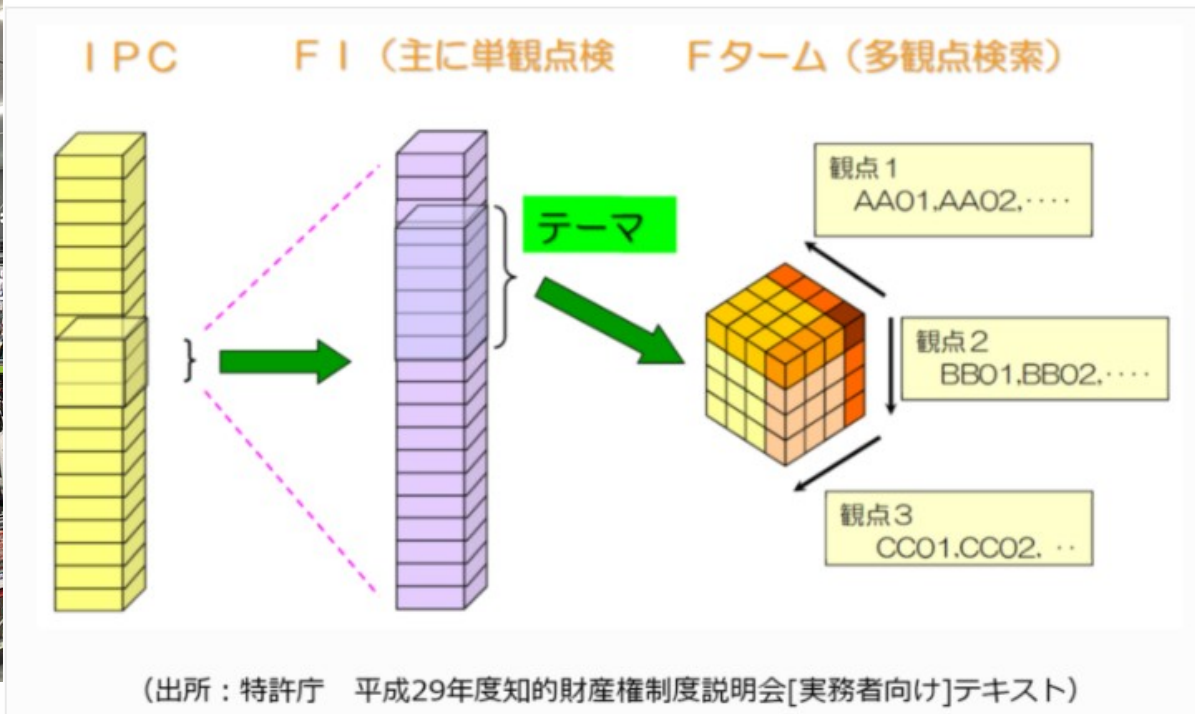 IPC
FI（主に単観点検
Fターム（多観点検索）
テーマ
観点1
AA01,AA02,‥‥
観点2
BB01,BB02,‥‥
観点3
CC01,CC02, ‥
（出所：特許庁　平成29年度知的財産権制度説明会[実務者向け]テキスト）